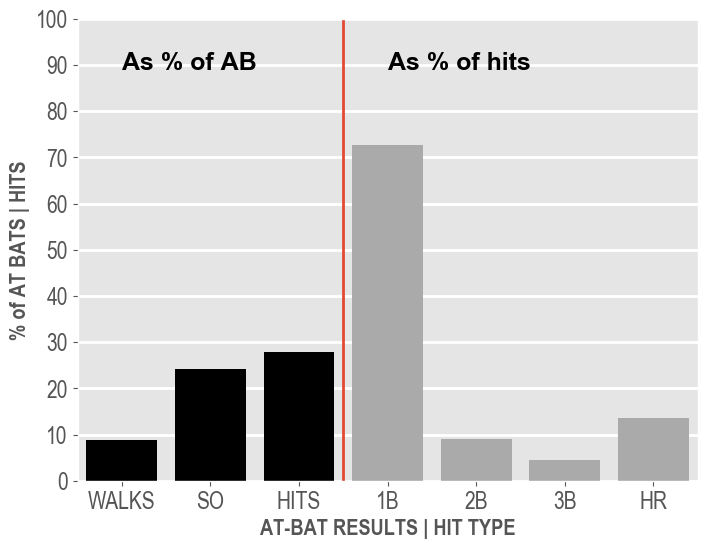 100
90
80
70
60
50
40
30
20
10
0
% of AT BATS | HITS
As % of AB
As % of hits
WALKS SO HITS 1B 2B 3B HR
AT-BAT RESULTS | HIT TYPE